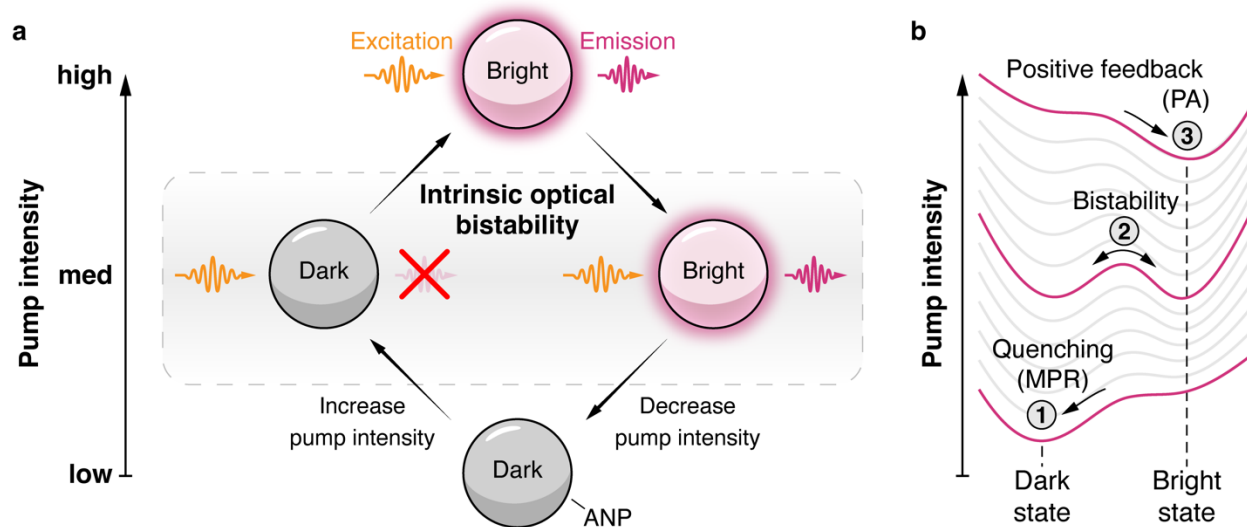 a
Excitation
Emission
high
Bright
Pump intensity
Intrinsic optical
bistability
med
Dark
Bright
Increase
pump intensity
Decrease
pump intensity
low
Dark
ANP
b
Positive feedback
(PA)
3
Pump intensity
Bistability
2
Quenching
(MPR)
1
Dark
state
Bright
state